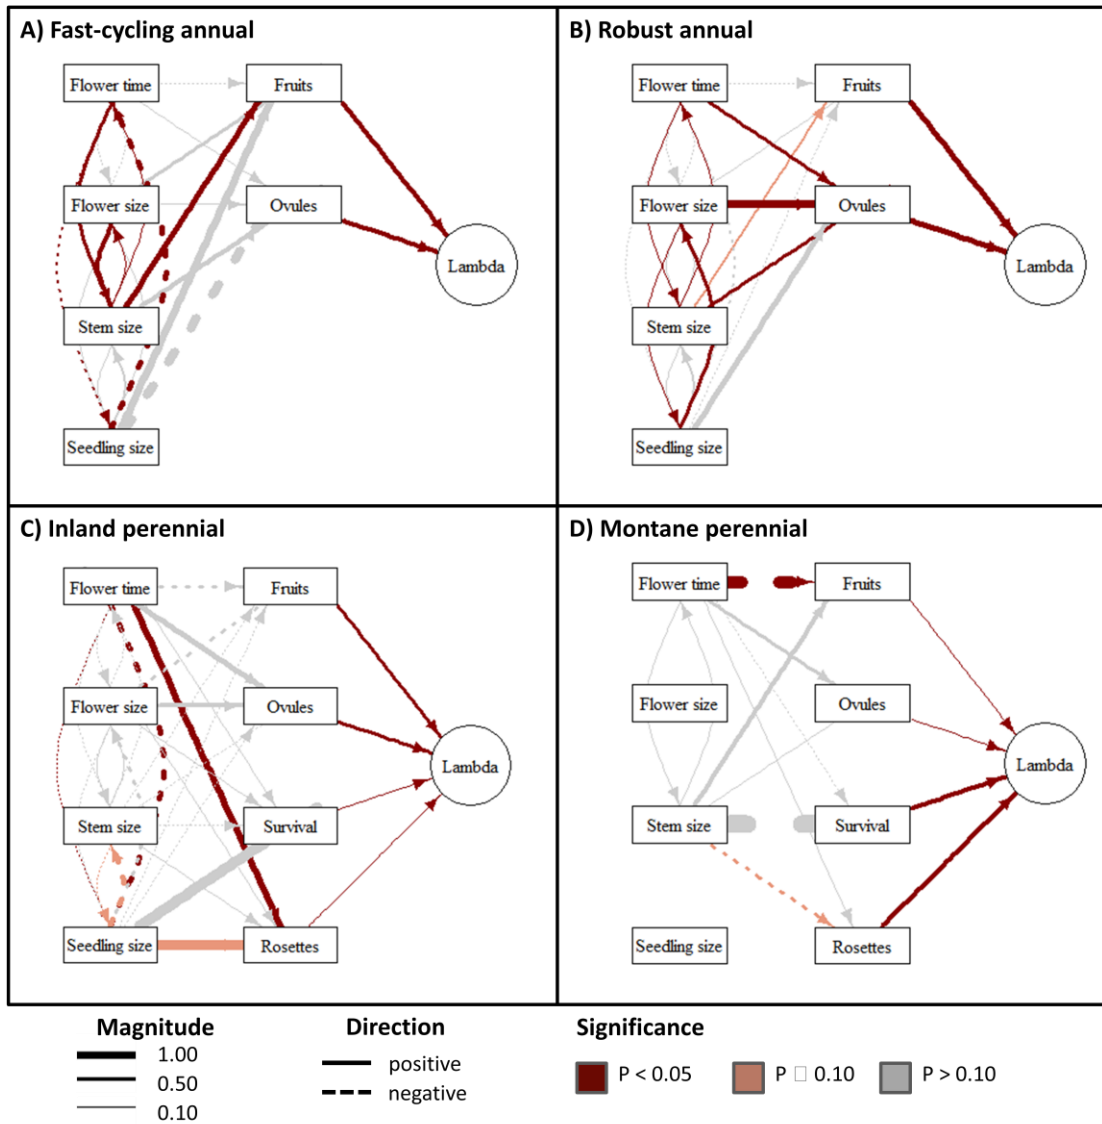 A) Fast-cycling annual
Flower time
Fruits
Flower size
Ovules
Lambda
Stem size
Seedling size
B) Robust annual
Flower time
Fruits
Flower size
Ovules
Lambda
Stem size
Seedling size
C) Inland perennial
Flower time
Fruits
Flower size
Ovules
Lambda
Stem size
Survival
Seedling size
Rosettes
D) Montane perennial
Flower time
Fruits
Flower size
Ovules
Lambda
Stem size
Survival
Seedling size
Rosettes
Magnitude
1.00
0.50
0.10
Direction
positive
negative
Significance
P < 0.05
P □ 0.10
P > 0.10